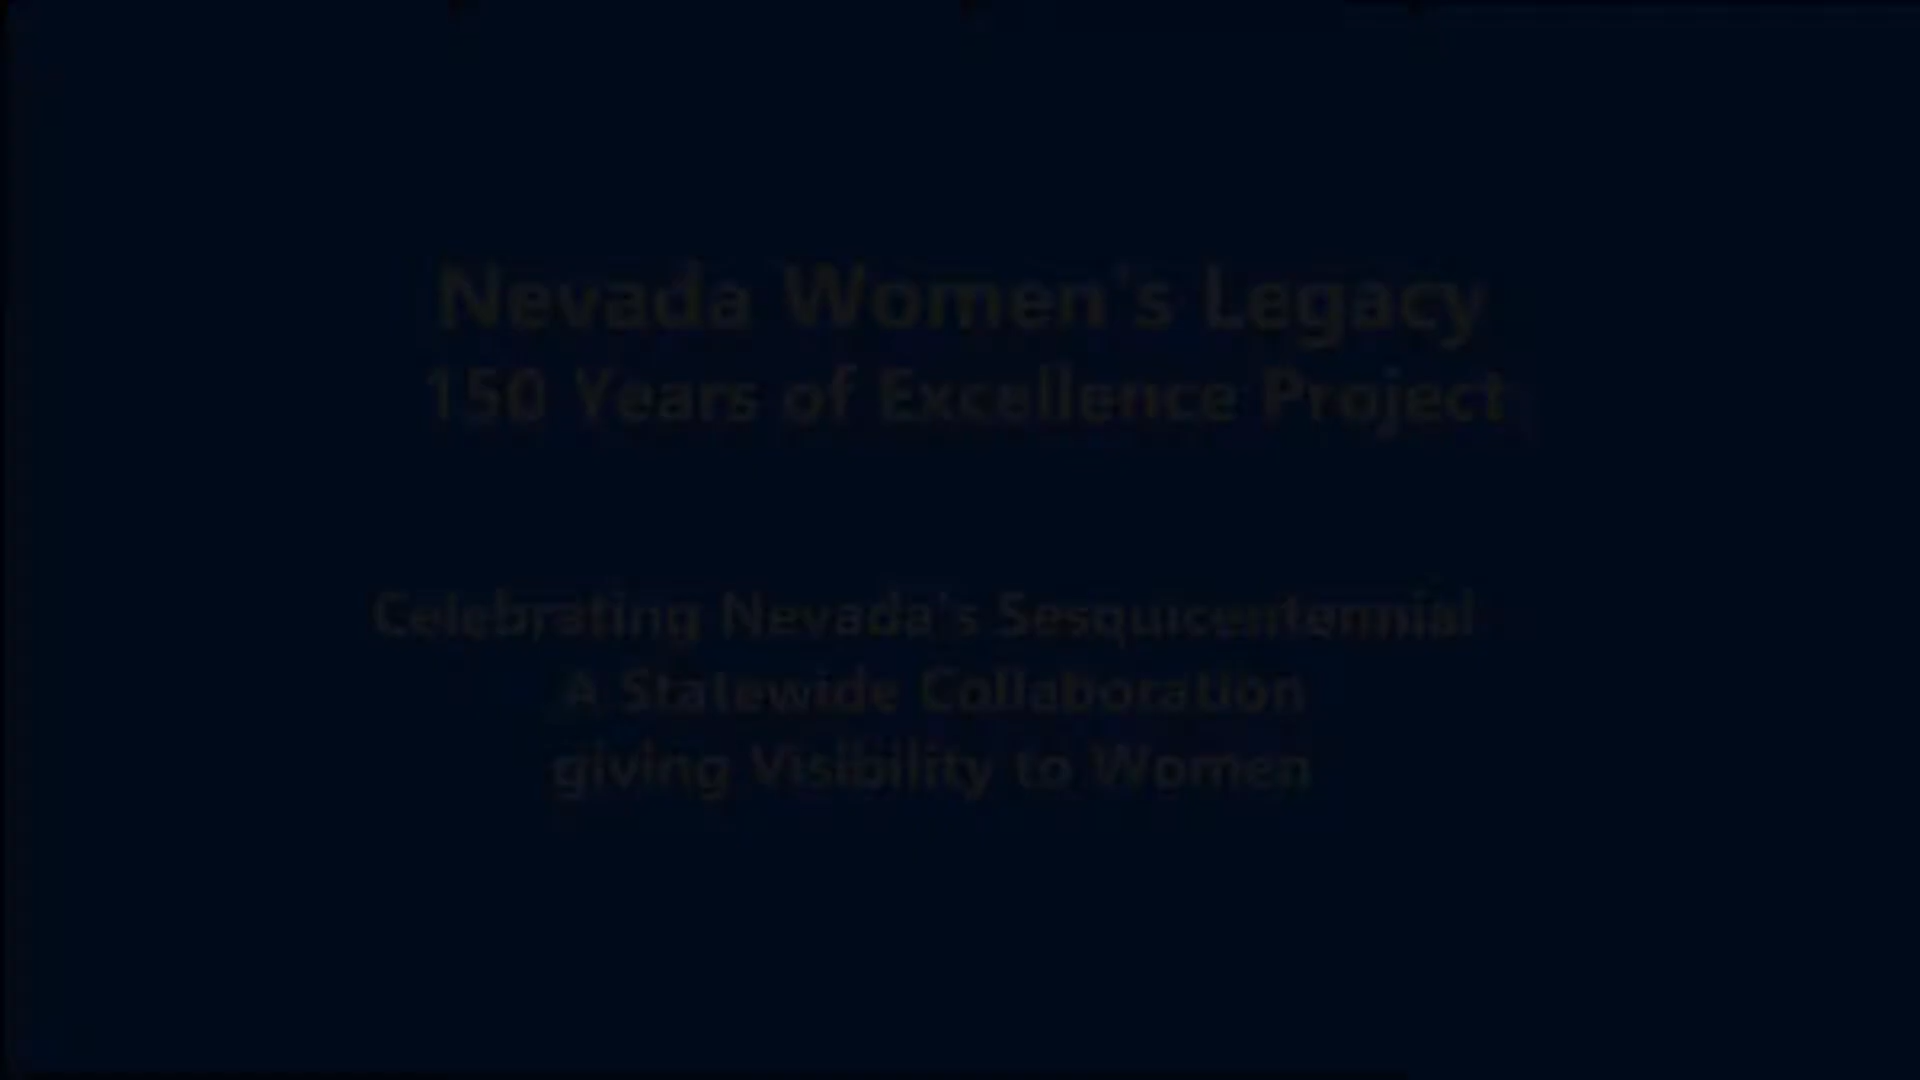 Nevada Women's Legacy
150 Years of Excellence Project
Celebrating Nevada's Sesquicentennial
A Statewide Collaboration
giving Visibility to Women